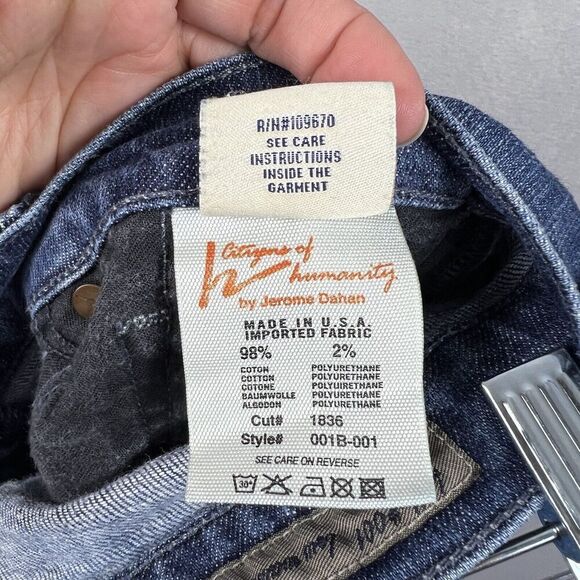 R/N#109670
SEE CARE
INSTRUCTIONS
INSIDE THE
GARMENT
Citizens of
humanity
by Jerome Dahan
MADE IN U.S.A.
IMPORTED FABRIC
98% 2%
COTON POLYURETHANE
COTTON POLYURETHANE
COTONE POLYUIRETHANE
BAUMWOLLE POLYURETHANE
ALGODON POLYURETHANE
Cut# 1836
Style# 001B-001
SEE CARE ON REVERSE
30°